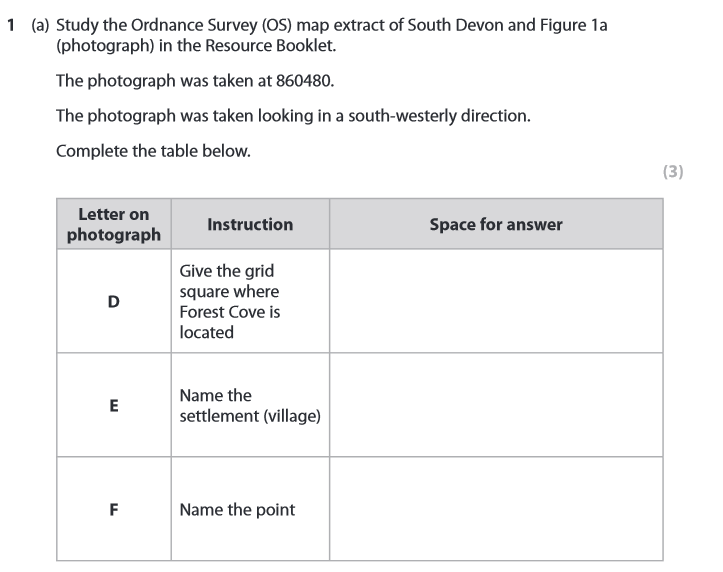 1 (a) Study the Ordnance Survey (OS) map extract of South Devon and Figure 1a
(photograph) in the Resource Booklet.
The photograph was taken at 860480.
The photograph was taken looking in a south-westerly direction.
Complete the table below.
(3)
Letter on
photograph
Instruction
Space for answer
D
Give the grid
square where
Forest Cove is
located
E
Name the
settlement (village)
F
Name the point